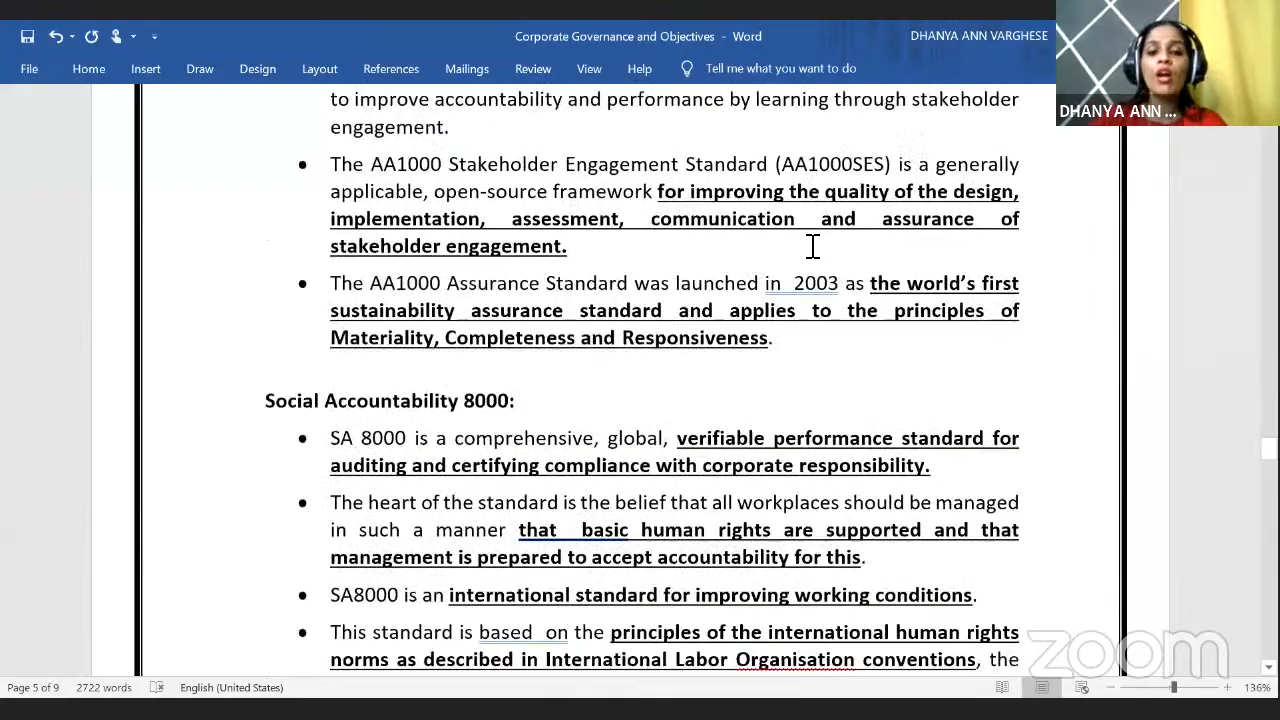 Corporate Governance and Objectives - Word
DHANYA ANN VARGHESE
File Home Insert Draw Design Layout References Mailings Review View Help Tell me what you want to do
DHANYA ANN ...
to improve accountability and performance by learning through stakeholder
engagement.
• The AA1000 Stakeholder Engagement Standard (AA1000SES) is a generally
applicable, open-source framework for improving the quality of the design,
implementation, assessment, communication and assurance of
stakeholder engagement.
• The AA1000 Assurance Standard was launched in 2003 as the world's first
sustainability assurance standard and applies to the principles of
Materiality, Completeness and Responsiveness.
Social Accountability 8000:
• SA 8000 is a comprehensive, global, verifiable performance standard for
auditing and certifying compliance with corporate responsibility.
• The heart of the standard is the belief that all workplaces should be managed
in such a manner that basic human rights are supported and that
management is prepared to accept accountability for this.
• SA8000 is an international standard for improving working conditions.
• This standard is based on the principles of the international human rights
norms as described in International Labor Organisation conventions, the
zoom
Page 5 of 9 2722 words English (United States) 136%